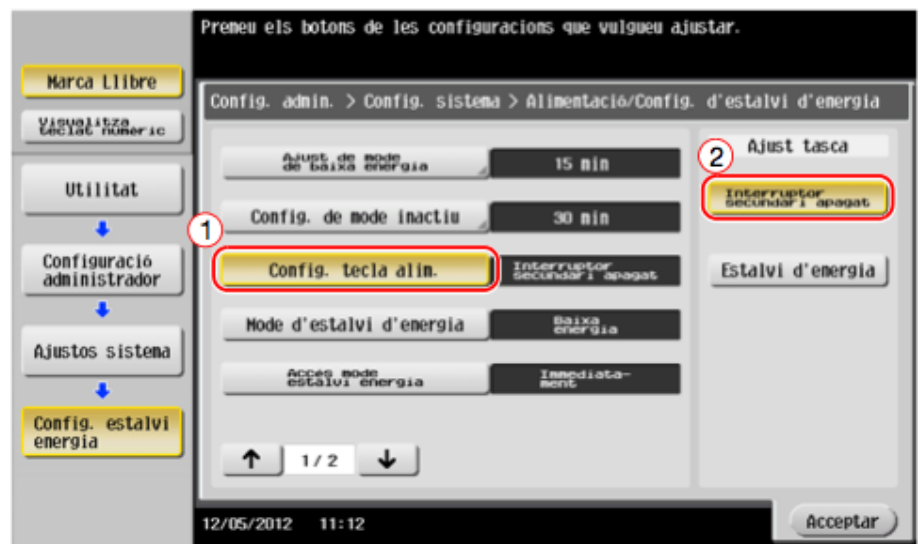 Premeu els botons de les configuracions que vulgueu ajustar.
Marca Llibre
Visualitza
teclat numèric
Utilitat
Configuració
administrador
Ajustos sistema
Config. estalvi
energia
Config. admin. > Config. sistema > Alimentació/Config. d'estalvi d'energia
Ajust de mode
de baixa energia
15 min
Config. de mode inactiu
30 min
1
Config. tecla alim.
Interruptor
secundari apagat
Mode d'estalvi d'energia
Baixa
energia
Accés mode
estalvi energia
Immediata-
ment
1/2
2
Ajust tasca
Interruptor
secundari apagat
Estalvi d'energia
12/05/2012 11:12
Acceptar